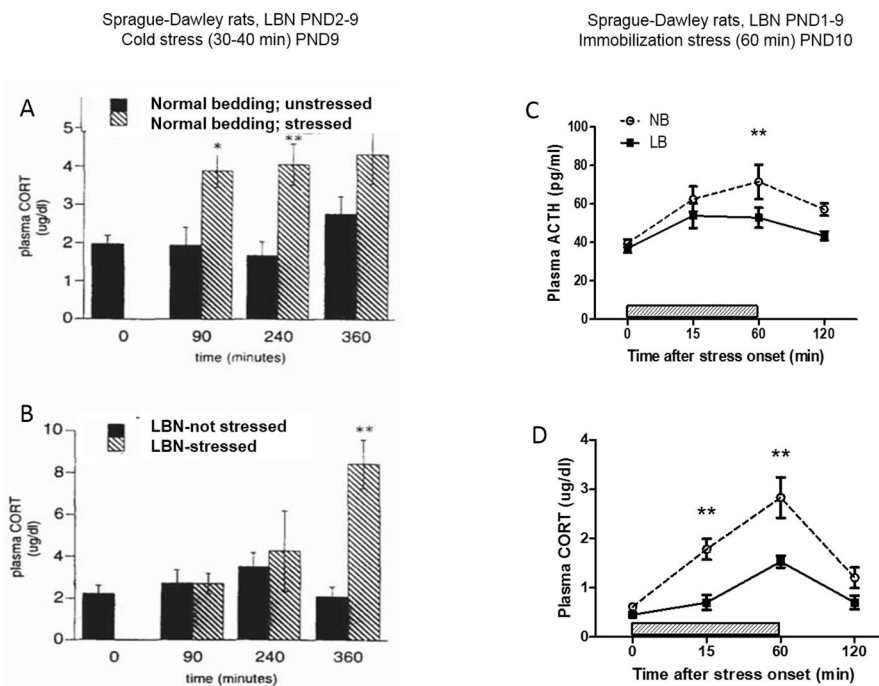 Sprague-Dawley rats, LBN PND2-9
Cold stress (30-40 min) PND9
A
Normal bedding; unstressed
Normal bedding; stressed
5
4
3
2
1
0
plasma CORT
(ug/dl)
*
**
0 90 240 360
time (minutes)
B
LBN-not stressed
LBN-stressed
10
8
6
4
2
0
plasma CORT
(ug/dl)
**
0 90 240 360
time (minutes)
Sprague-Dawley rats, LBN PND1-9
Immobilization stress (60 min) PND10
C
NB
LB
**
100
80
60
40
20
0
Plasma ACTH (pg/ml)
0 15 60 120
Time after stress onset (min)
D
4
3
2
1
0
Plasma CORT (ug/dl)
**
**
0 15 60 120
Time after stress onset (min)